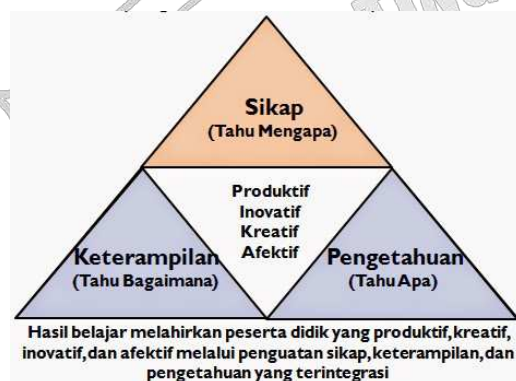 Sikap
(Tahu Mengapa)
Produktif
Inovatif
Kreatif
Afektif
Keterampilan
(Tahu Bagaimana)
Pengetahuan
(Tahu Apa)
Hasil belajar melahirkan peserta didik yang produktif, kreatif,
inovatif, dan afektif melalui penguatan sikap, keterampilan, dan
pengetahuan yang terintegrasi